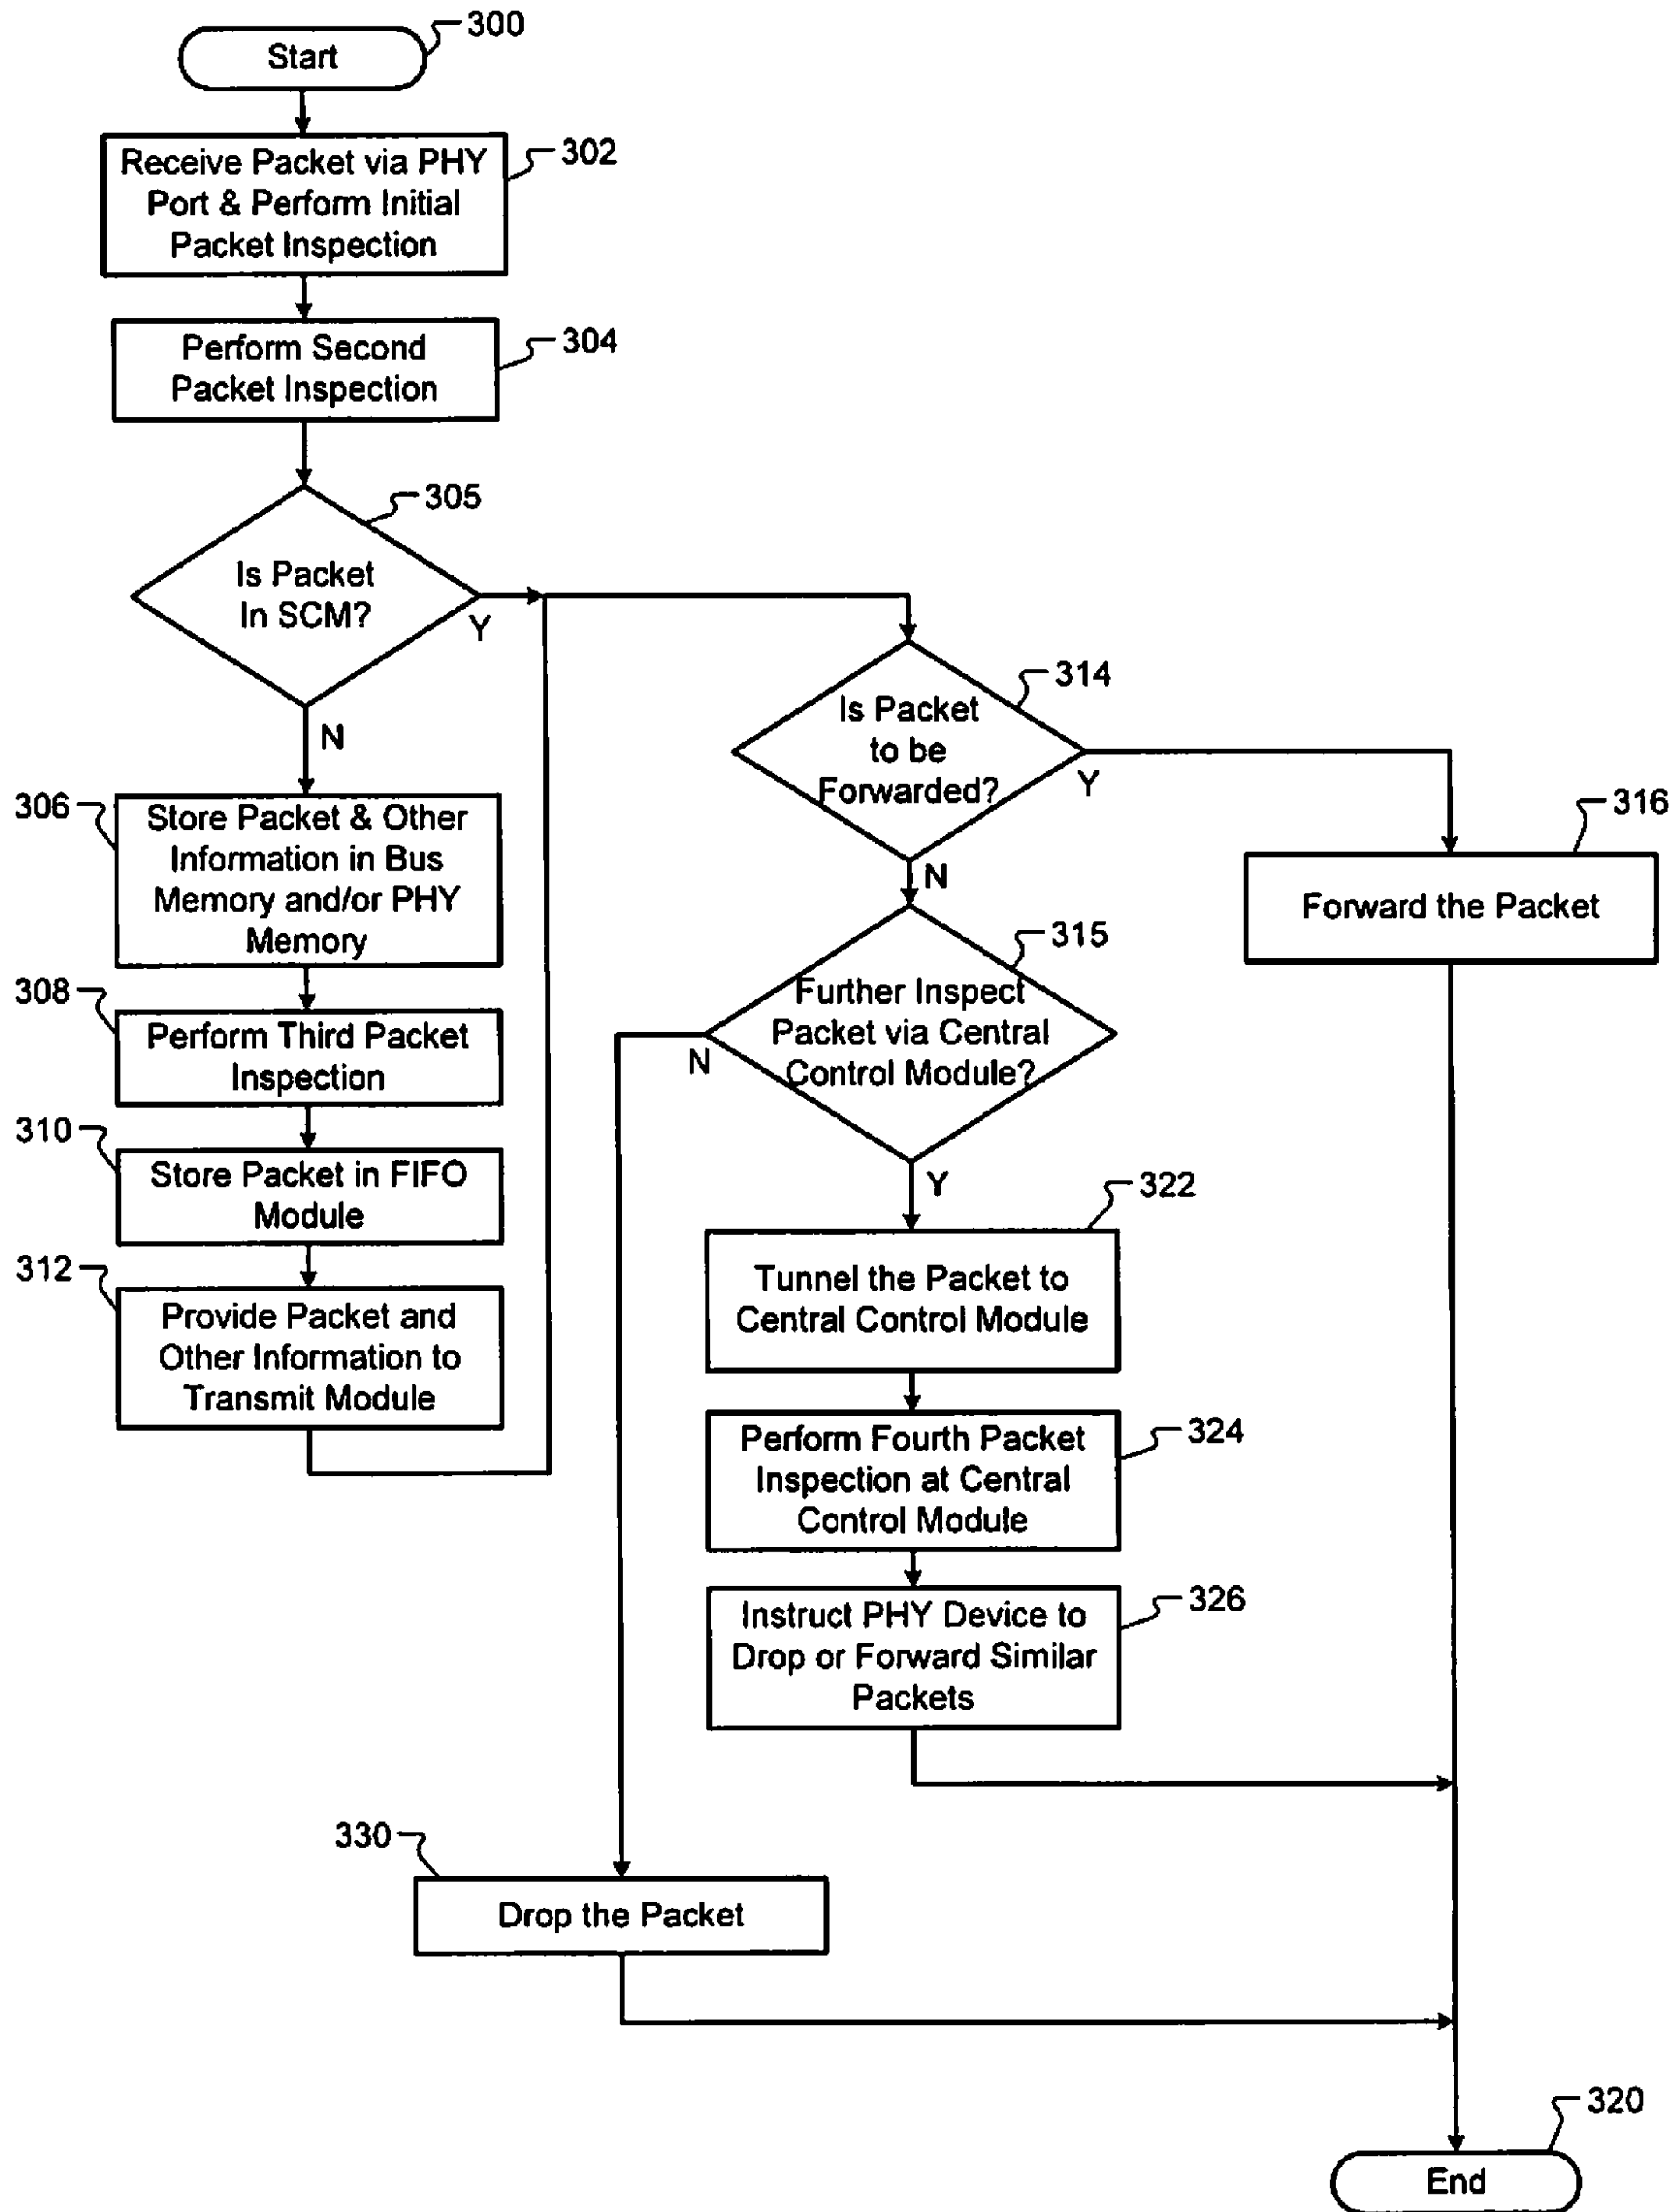 300
Start
302
Receive Packet via PHY
Port & Perform Initial
Packet Inspection
304
Perform Second
Packet Inspection
305
Is Packet
In SCM?
Y
N
306
Store Packet & Other
Information in Bus
Memory and/or PHY
Memory
308
Perform Third Packet
Inspection
310
Store Packet in FIFO
Module
312
Provide Packet and
Other Information to
Transmit Module
314
Is Packet
to be
Forwarded?
Y
N
316
Forward the Packet
315
Further Inspect
Packet via Central
Control Module?
N
Y
322
Tunnel the Packet to
Central Control Module
324
Perform Fourth Packet
Inspection at Central
Control Module
326
Instruct PHY Device to
Drop or Forward Similar
Packets
330
Drop the Packet
320
End